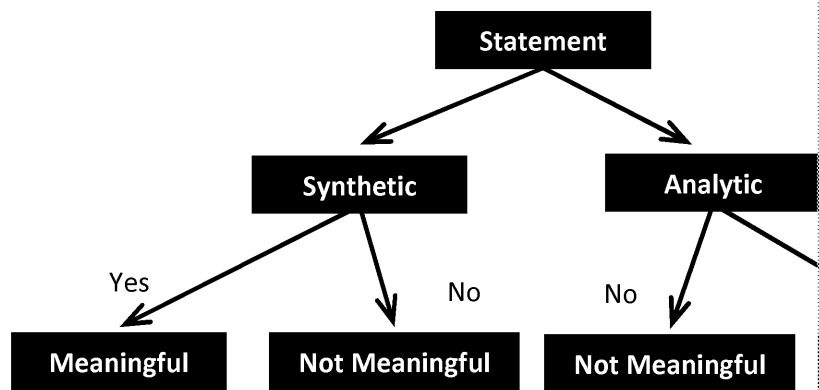 Statement
Synthetic
Analytic
Yes
No
No
Meaningful
Not Meaningful
Not Meaningful